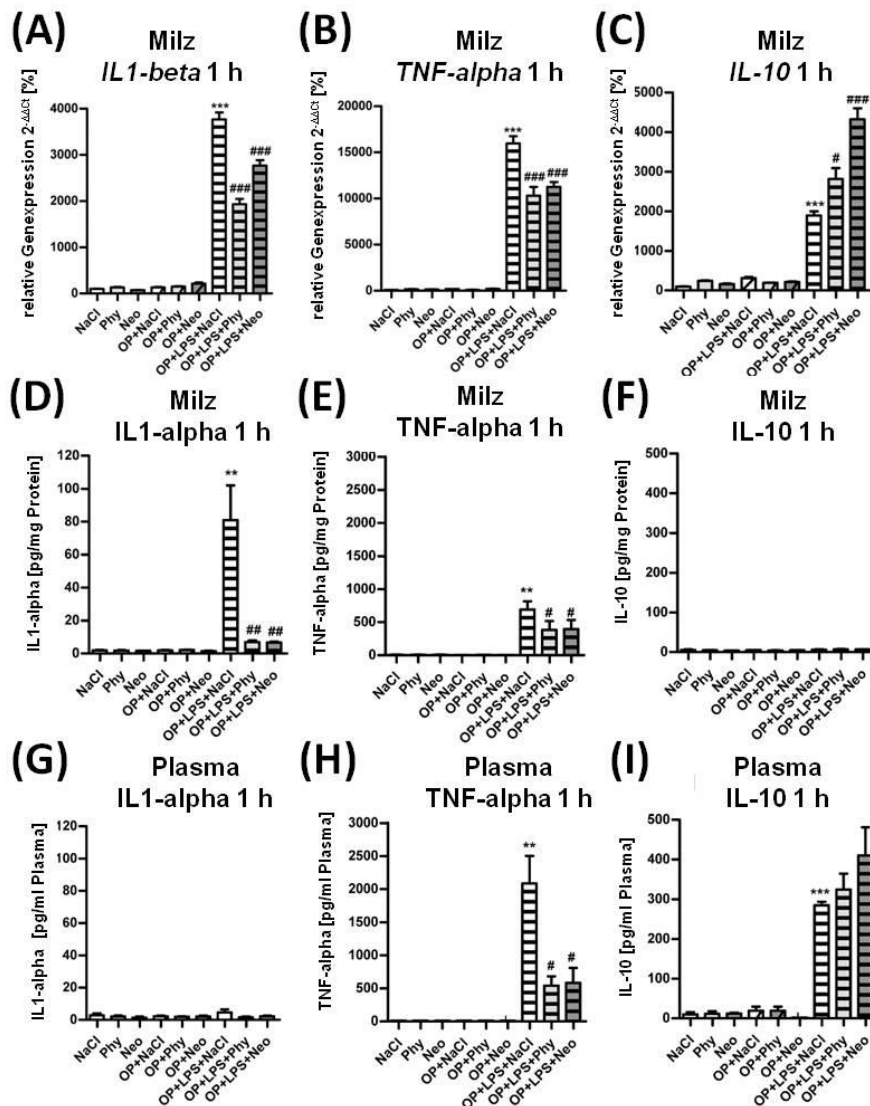 (A)
Milz
IL1-beta 1 h
relative Genexpression 2-ΔΔCt [%]
4000
3000
2000
1000
0
***
###
###
NaCl
Phy
Neo
OP+NaCl
OP+Phy
OP+Neo
OP+LPS+NaCl
OP+LPS+Phy
OP+LPS+Neo
(B)
Milz
TNF-alpha 1 h
relative Genexpression 2-ΔΔCt [%]
20000
15000
10000
5000
0
***
###
###
NaCl
Phy
Neo
OP+NaCl
OP+Phy
OP+Neo
OP+LPS+NaCl
OP+LPS+Phy
OP+LPS+Neo
(C)
Milz
IL-10 1 h
relative Genexpression 2-ΔΔCt [%]
5000
4000
3000
2000
1000
0
***
#
###
NaCl
Phy
Neo
OP+LPS+NaCl
OP+Phy
OP+Neo
OP+LPS+NaCl
OP+LPS+Phy
OP+LPS+Neo
(D)
Milz
IL1-alpha 1 h
IL1-alpha [pg/mg Protein]
120
100
80
60
40
20
0
**
##
##
NaCl
Phy
Neo
OP+NaCl
OP+Phy
OP+Neo
OP+LPS+NaCl
OP+LPS+Phy
OP+LPS+Neo
(E)
Milz
TNF-alpha 1 h
TNF-alpha [pg/mg Protein]
3000
2500
2000
1500
1000
500
0
**
#
#
NaCl
Phy
Neo
OP+NaCl
OP+Phy
OP+Neo
OP+LPS+NaCl
OP+LPS+Phy
OP+LPS+Neo
(F)
Milz
IL-10 1 h
IL-10 [pg/mg Protein]
500
400
300
200
100
0
NaCl
Phy
Neo
OP+NaCl
OP+Phy
OP+Neo
OP+LPS+NaCl
OP+LPS+Phy
OP+LPS+Neo
(G)
Plasma
IL1-alpha 1 h
IL1-alpha [pg/ml Plasma]
120
100
80
60
40
20
0
NaCl
Phy
Neo
OP+NaCl
OP+Phy
OP+Neo
OP+LPS+NaCl
OP+LPS+Phy
OP+LPS+Neo
(H)
Plasma
TNF-alpha 1 h
TNF-alpha [pg/ml Plasma]
3000
2500
2000
1500
1000
500
0
**
#
#
NaCl
Phy
Neo
OP+NaCl
OP+Phy
OP+Neo
OP+LPS+NaCl
OP+LPS+Phy
OP+LPS+Neo
(I)
Plasma
IL-10 1 h
IL-10 [pg/ml Plasma]
500
400
300
200
100
0
***
NaCl
Phy
Neo
OP+NaCl
OP+Phy
OP+Neo
OP+LPS+NaCl
OP+LPS+Phy
OP+LPS+Neo